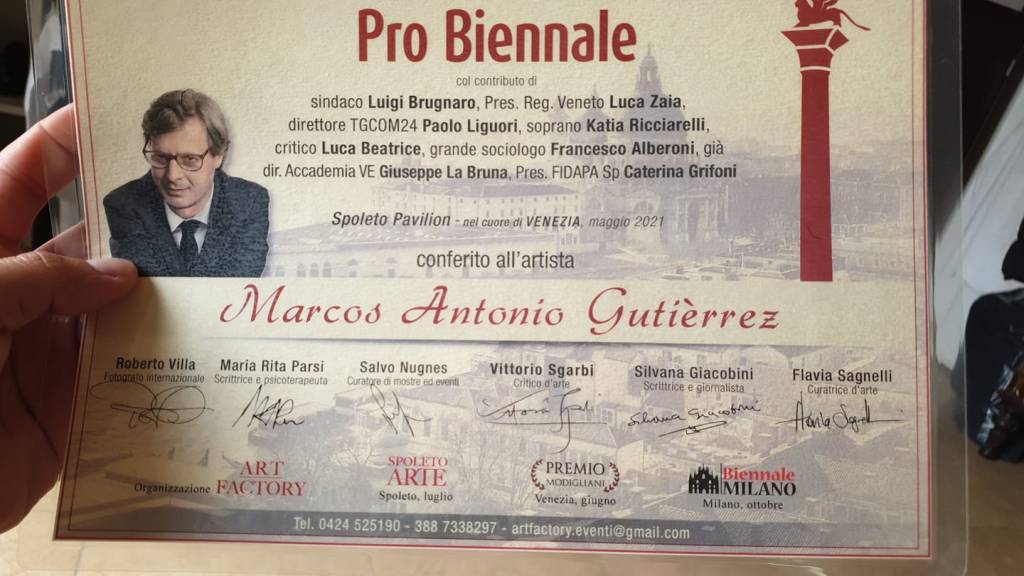 Pro Biennale
col contributo di
sindaco Luigi Brugnaro, Pres. Reg. Veneto Luca Zaia,
direttore TGCOM24 Paolo Liguori, soprano Katia Ricciarelli,
critico Luca Beatrice, grande sociologo Francesco Alberoni, già
dir. Accademia VE Giuseppe La Bruna, Pres. FIDAPA Sp Caterina Grifoni
Spoleto Pavilion - nel cuore di VENEZIA, maggio 2021
conferito all'artista
Marcos Antonio Gutièrrez
Roberto Villa
Fotografo internazionale
Maria Rita Parsi
Scrittrice e psicoterapeuta
Salvo Nugnes
Curatore di mostre ed eventi
Vittorio Sgarbi
Critico d'arte
Silvana Giacobini
Scrittrice e giornalista
Flavia Sagnelli
Curatrice d'arte
Silvana Giacobini
Organizzazione ART FACTORY
SPOLETO ARTE
Spoleto, luglio
PREMIO
MODIGLIANI
Venezia, giugno
Biennale
MILANO
Milano, ottobre
Tel. 0424 525190 - 388 7338297 - artfactory.eventi@gmail.com